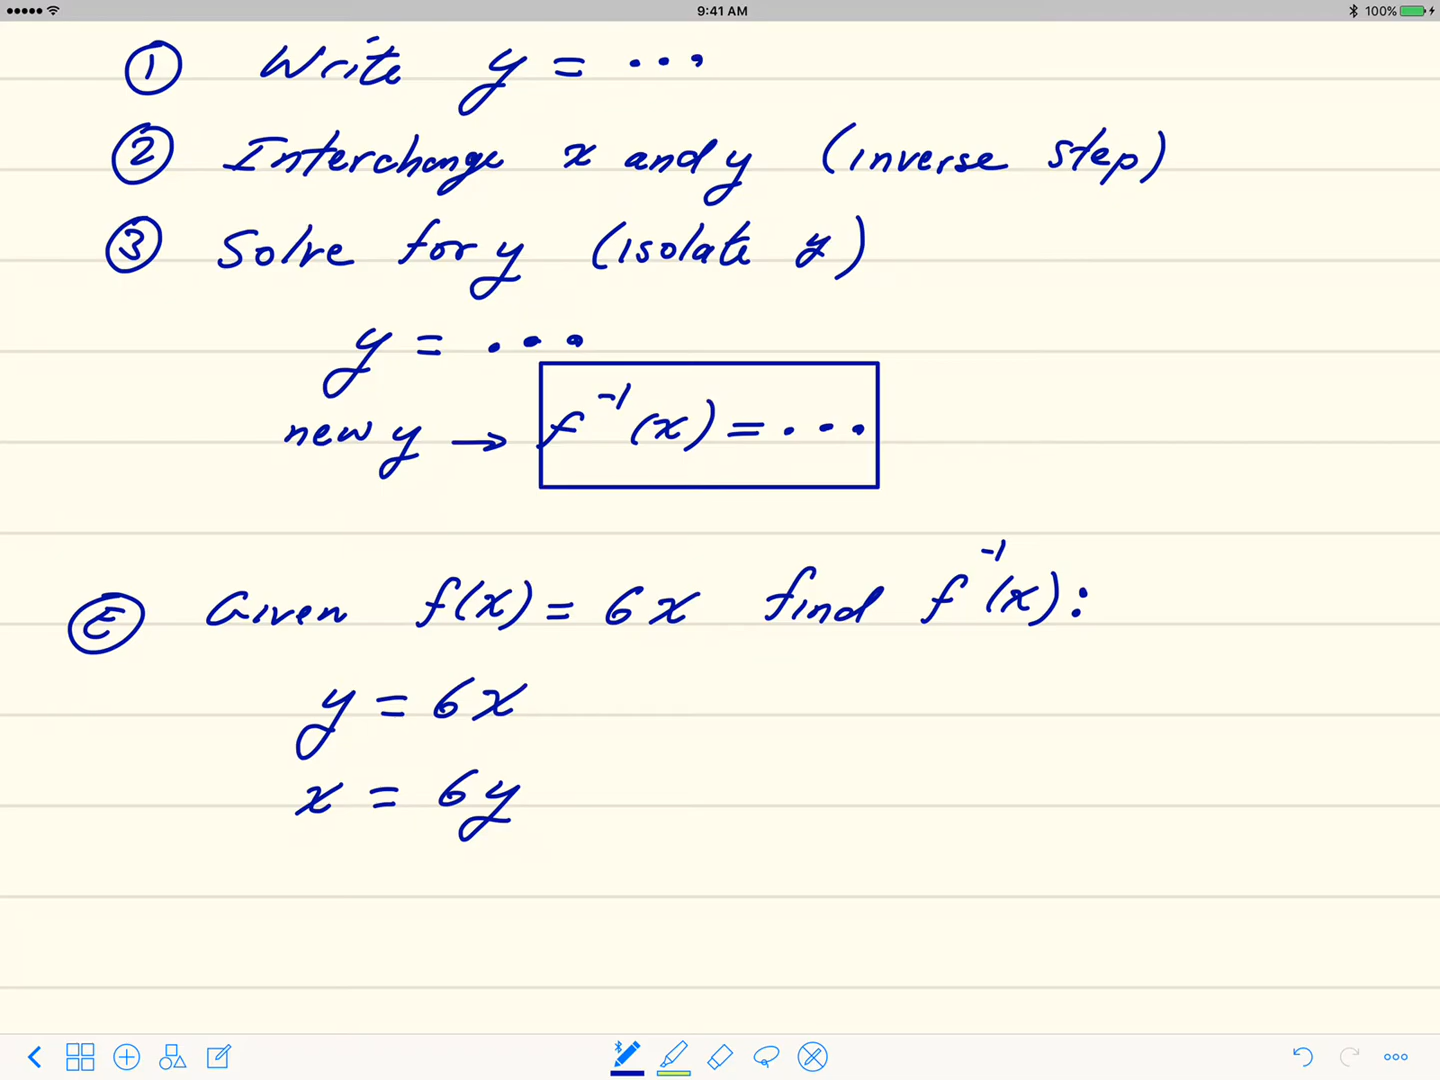 9:41 AM 100%
① Write y = ...
② Interchange x and y (inverse step)
③ Solve for y (isolate y)
y = ...
new y → f⁻¹(x) = ...
Ⓔ Given f(x) = 6x find f⁻¹(x):
y = 6x
x = 6y